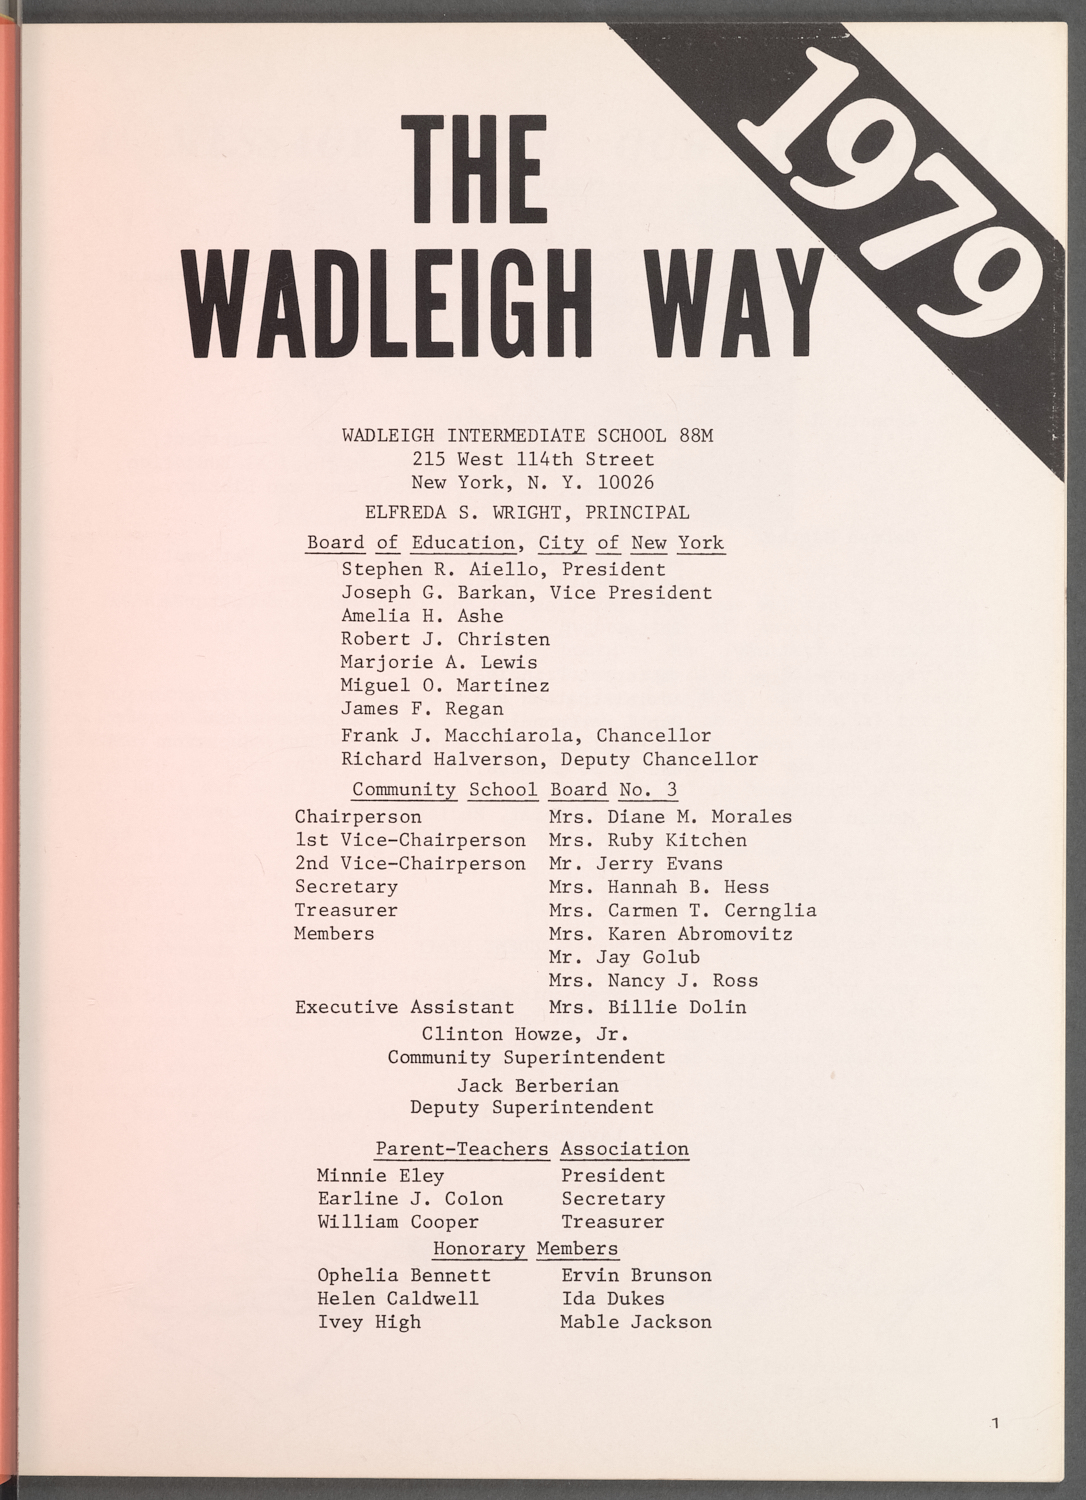 1979
THE
WADLEIGH WAY
WADLEIGH INTERMEDIATE SCHOOL 88M
215 West 114th Street
New York, N. Y. 10026
ELFREDA S. WRIGHT, PRINCIPAL
Board of Education, City of New York
Stephen R. Aiello, President
Joseph G. Barkan, Vice President
Amelia H. Ashe
Robert J. Christen
Marjorie A. Lewis
Miguel O. Martinez
James F. Regan
Frank J. Macchiarola, Chancellor
Richard Halverson, Deputy Chancellor
Community School Board No. 3
Chairperson Mrs. Diane M. Morales
1st Vice-Chairperson Mrs. Ruby Kitchen
2nd Vice-Chairperson Mr. Jerry Evans
Secretary Mrs. Hannah B. Hess
Treasurer Mrs. Carmen T. Cernglia
Members Mrs. Karen Abromovitz
Mr. Jay Golub
Mrs. Nancy J. Ross
Executive Assistant Mrs. Billie Dolin
Clinton Howze, Jr.
Community Superintendent
Jack Berberian
Deputy Superintendent
Parent-Teachers Association
Minnie Eley President
Earline J. Colon Secretary
William Cooper Treasurer
Honorary Members
Ophelia Bennett Ervin Brunson
Helen Caldwell Ida Dukes
Ivey High Mable Jackson
1